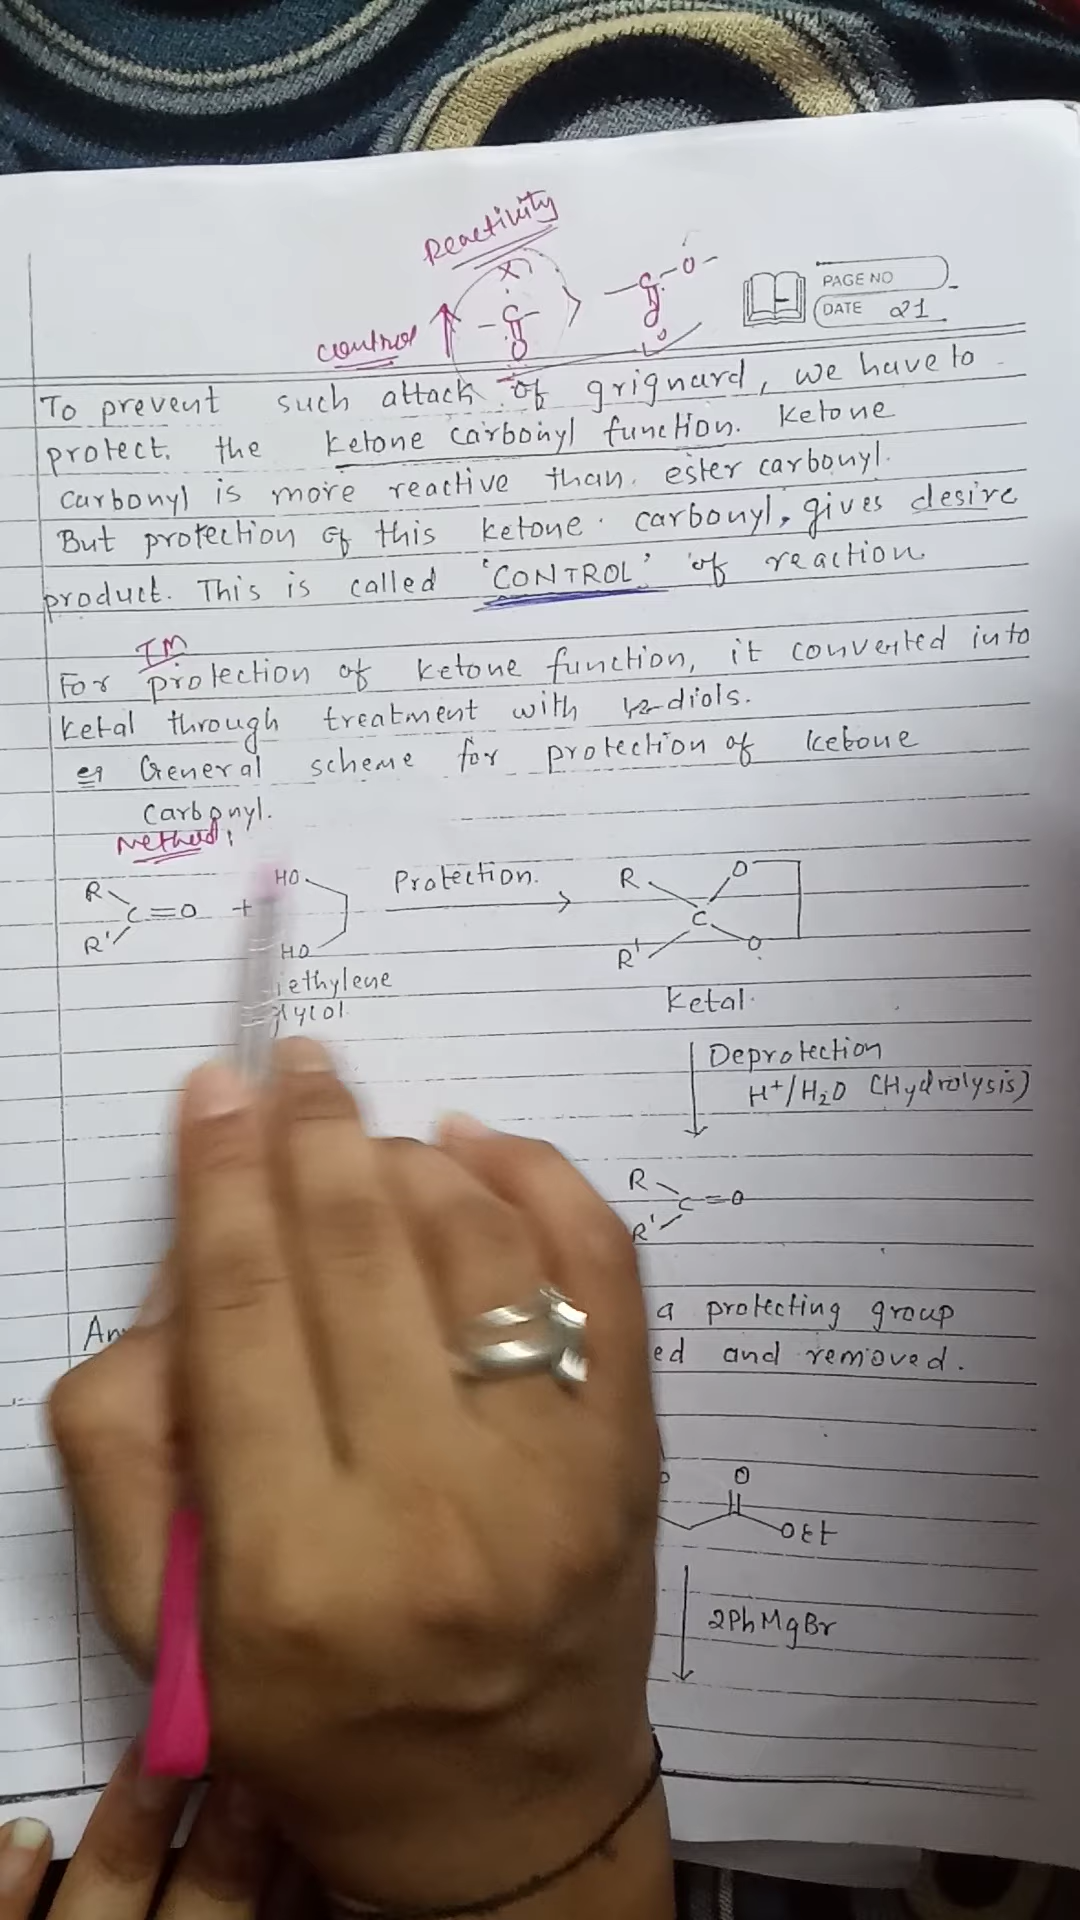 Reactivity
control
PAGE NO
DATE 21
To prevent such attack of grignard, we have to
protect. the ketone carbonyl function. ketone
carbonyl is more reactive than. ester carbonyl.
But protection of this ketone carbonyl, gives desire
product. This is called 'CONTROL' of reaction
IM
For protection of ketone function, it converted into
ketal through treatment with 1,2-diols.
eg General scheme for protection of ketone
carbonyl.
Method:
R
R'
C=O + HO
HO
Protection.
R
R'
C
O
O
ethylene
Ketal.
Deprotection
H+/H2O (Hydrolysis)
R
R'
C=O
a protecting group
and removed.
O
OEt
2PhMgBr